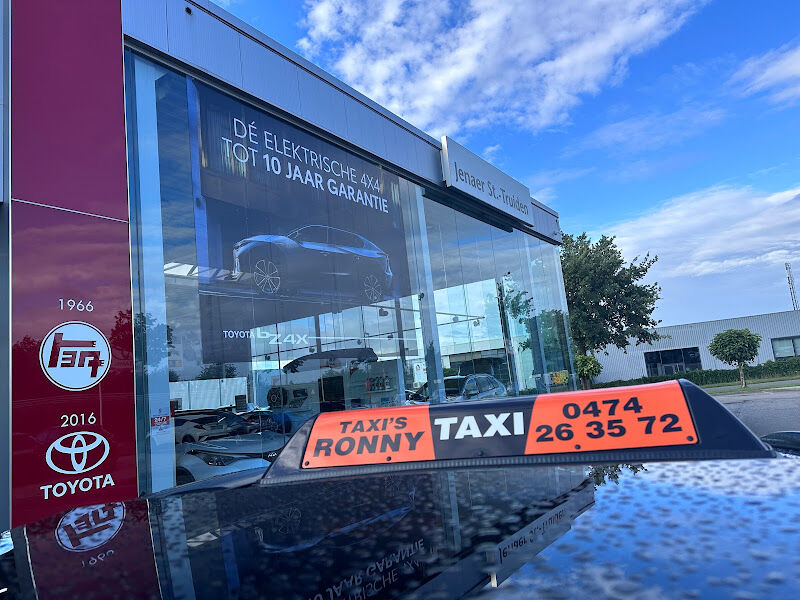 DÉ ELEKTRISCHE 4X4
TOT 10 JAAR GARANTIE
TOYOTA bZ4X
Jenaer St.-Truiden
1966
2016
TOYOTA
TAXI'S
RONNY
TAXI
0474
26 35 72